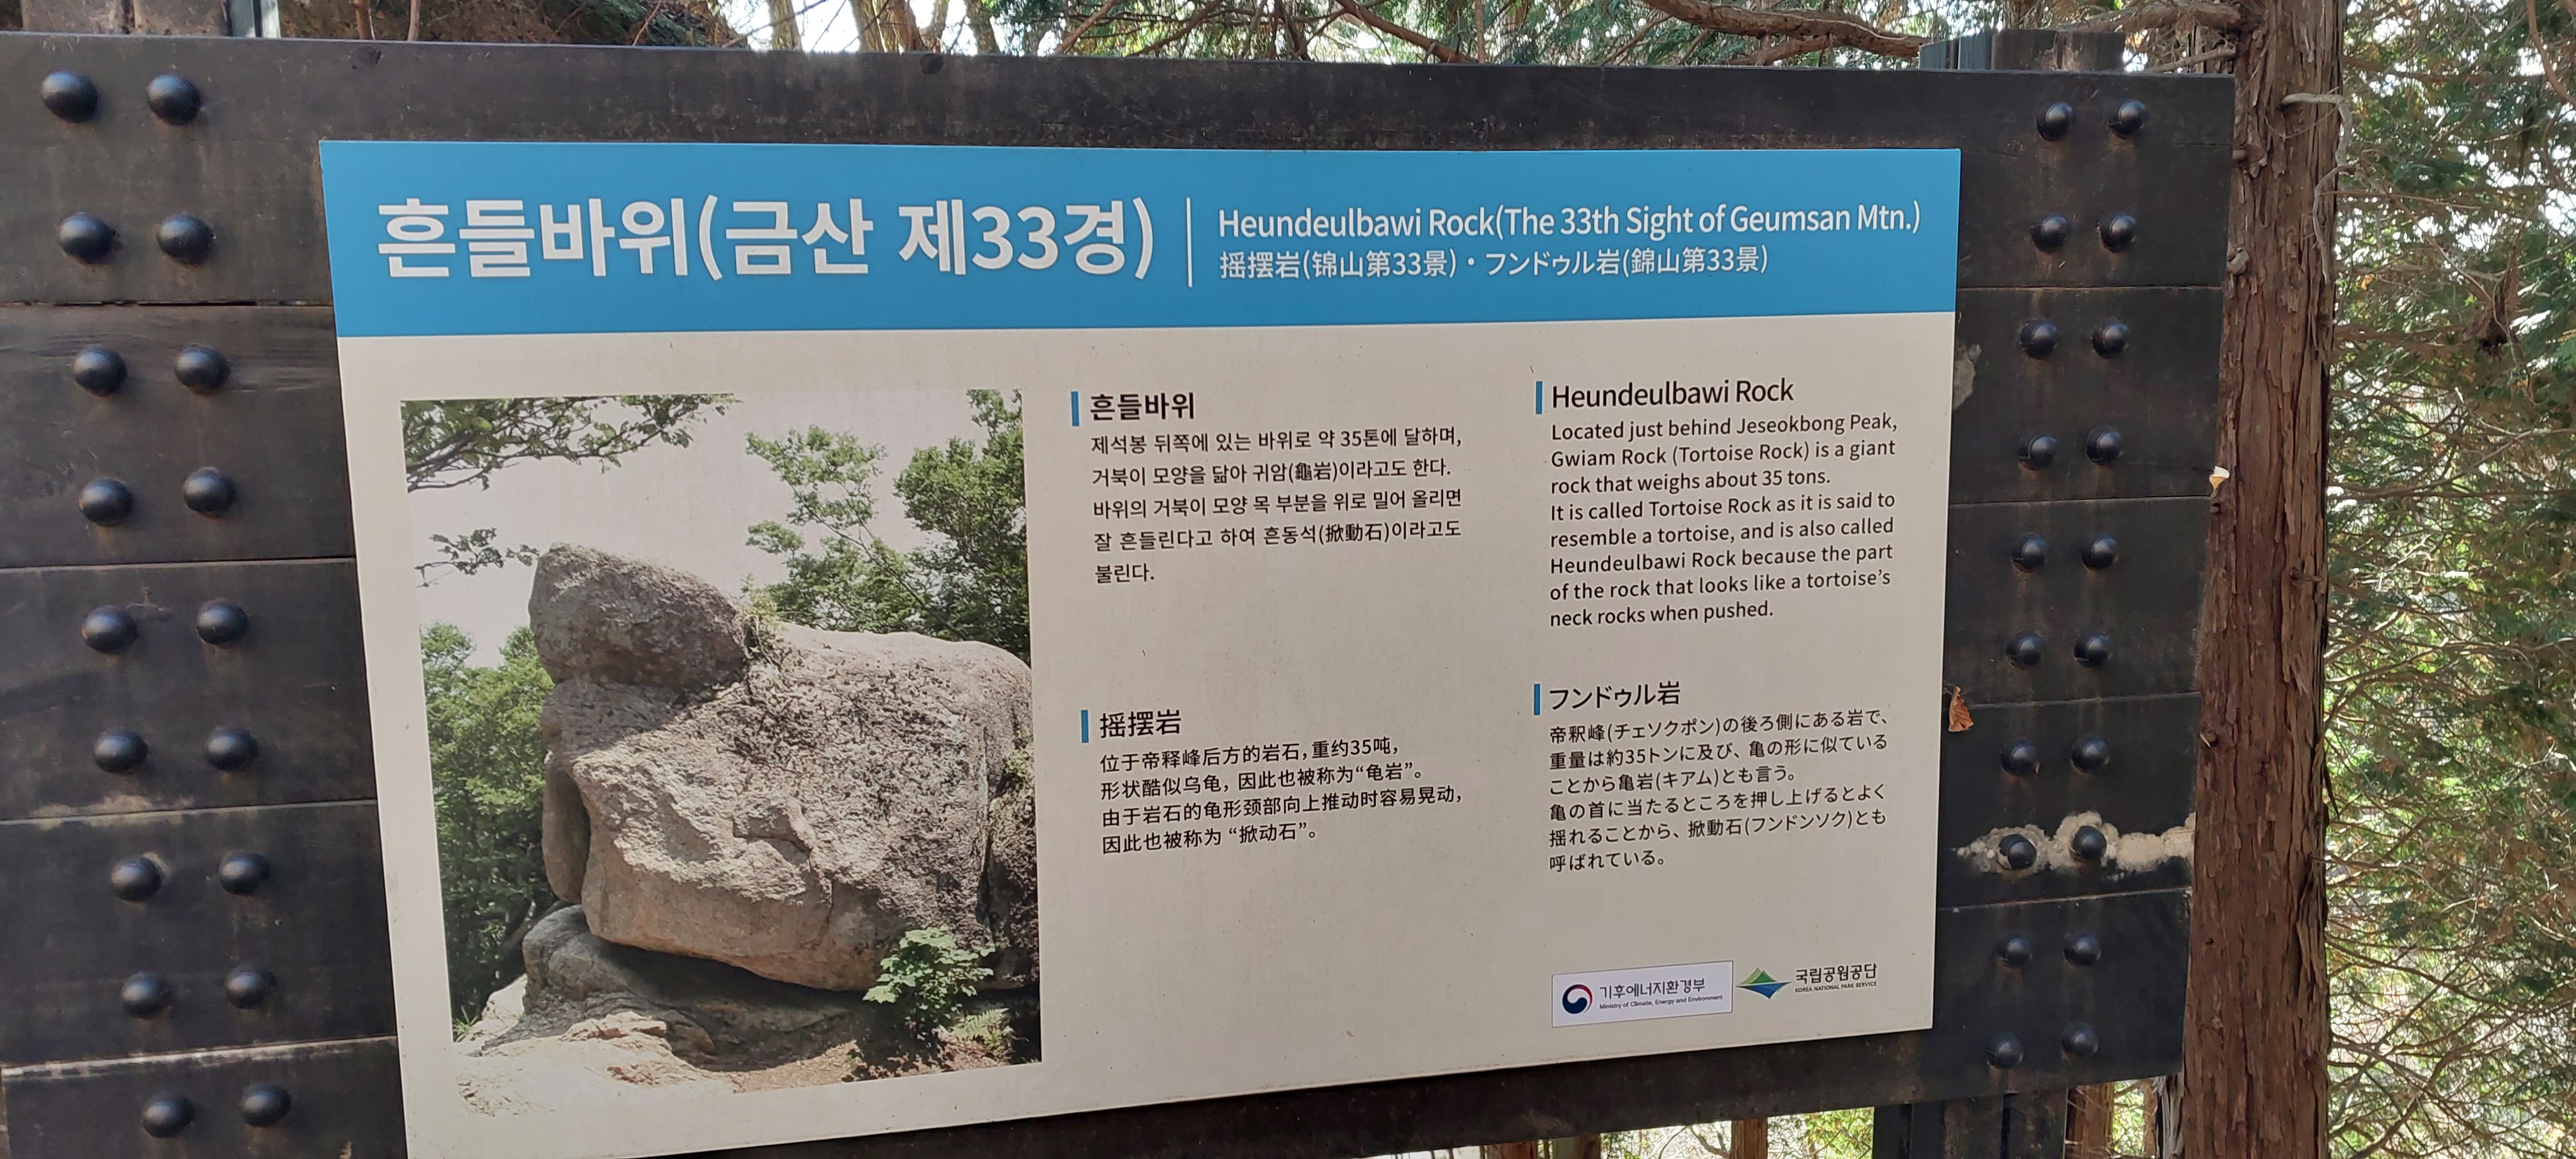 흔들바위(금산 제33경)
Heundeulbawi Rock(The 33th Sight of Geumsan Mtn.)
摇摆岩(锦山第33景)・フンドゥル岩(錦山第33景)
흔들바위
제석봉 뒤쪽에 있는 바위로 약 35톤에 달하며,
거북이 모양을 닮아 귀암(龜岩)이라고도 한다.
바위의 거북이 모양 목 부분을 위로 밀어 올리면
잘 흔들린다고 하여 흔동석(掀動石)이라고도
불린다.
Heundeulbawi Rock
Located just behind Jeseokbong Peak,
Gwiam Rock (Tortoise Rock) is a giant
rock that weighs about 35 tons.
It is called Tortoise Rock as it is said to
resemble a tortoise, and is also called
Heundeulbawi Rock because the part
of the rock that looks like a tortoise’s
neck rocks when pushed.
摇摆岩
位于帝释峰后方的岩石，重约35吨，
形状酷似乌龟，因此也被称为“龟岩”。
由于岩石的龟形颈部向上推动时容易晃动，
因此也被称为 “掀动石”。
フンドゥル岩
帝釈峰(チェソクポン)の後ろ側にある岩で、
重量は約35トンに及び、亀の形に似ている
ことから亀岩(キアム)とも言う。
亀の首に当たるところを押し上げるとよく
揺れることから、掀動石(フンドンソク)とも
呼ばれている。
기후에너지환경부
Ministry of Climate, Energy and Environment
국립공원공단
KOREA NATIONAL PARK SERVICE